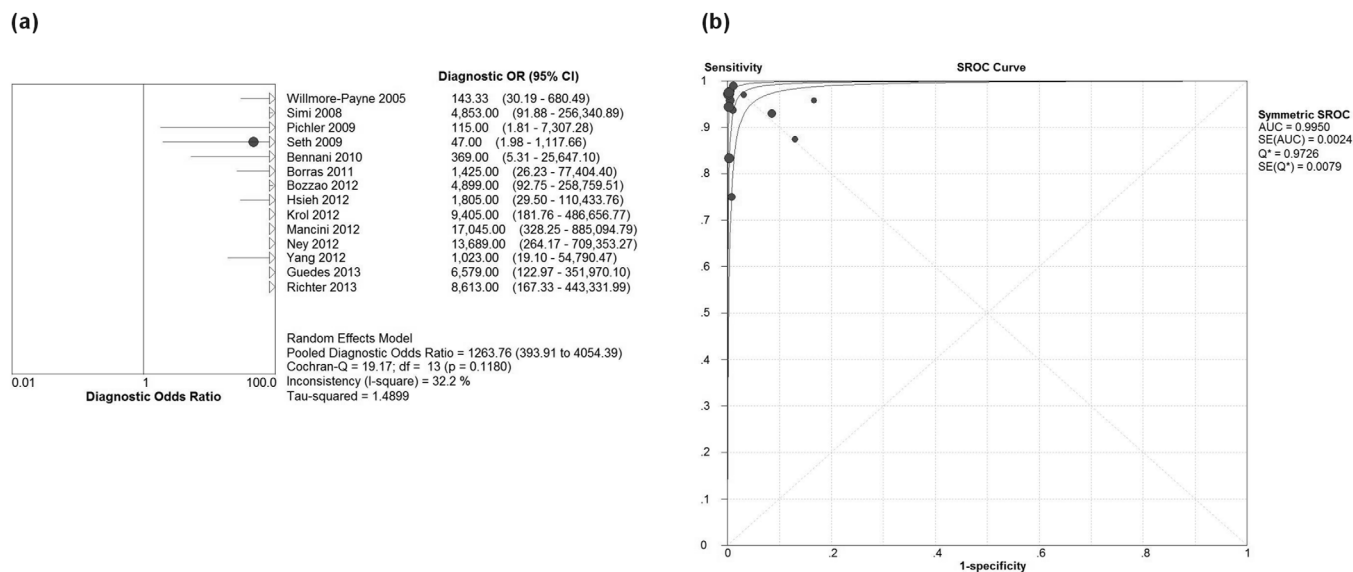 (a)
Diagnostic OR (95% CI)
Willmore-Payne 2005 143.33 (30.19 - 680.49)
Simi 2008 4,853.00 (91.88 - 256,340.89)
Pichler 2009 115.00 (1.81 - 7,307.28)
Seth 2009 47.00 (1.98 - 1,117.66)
Bennani 2010 369.00 (5.31 - 25,647.10)
Borras 2011 1,425.00 (26.23 - 77,404.40)
Bozzao 2012 4,899.00 (92.75 - 258,759.51)
Hsieh 2012 1,805.00 (29.50 - 110,433.76)
Krol 2012 9,405.00 (181.76 - 486,656.77)
Mancini 2012 17,045.00 (328.25 - 885,094.79)
Ney 2012 13,689.00 (264.17 - 709,353.27)
Yang 2012 1,023.00 (19.10 - 54,790.47)
Guedes 2013 6,579.00 (122.97 - 351,970.10)
Richter 2013 8,613.00 (167.33 - 443,331.99)
Random Effects Model
Pooled Diagnostic Odds Ratio = 1263.76 (393.91 to 4054.39)
Cochran-Q = 19.17; df = 13 (p = 0.1180)
Inconsistency (I-square) = 32.2 %
Tau-squared = 1.4899
0.01 1 100.0
Diagnostic Odds Ratio
(b)
Sensitivity SROC Curve
1
.9
.8
.7
.6
.5
.4
.3
.2
.1
0
0 .2 .4 .6 .8 1
1-specificity
Symmetric SROC
AUC = 0.9950
SE(AUC) = 0.0024
Q* = 0.9726
SE(Q*) = 0.0079